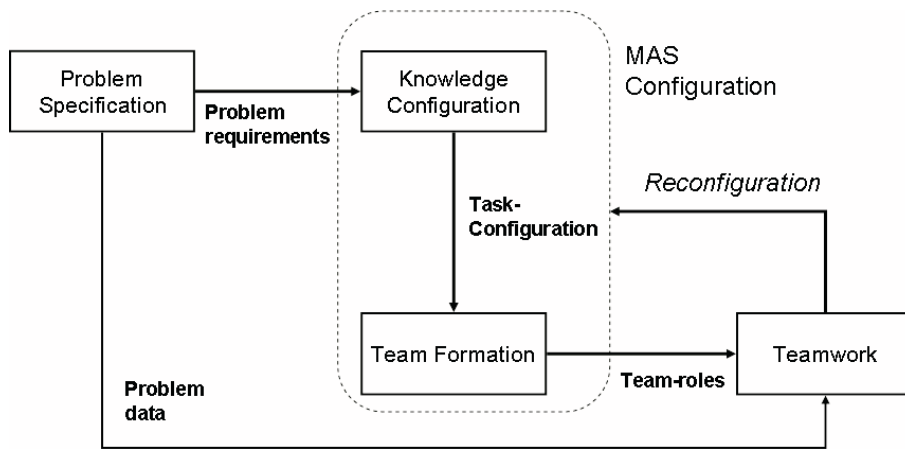 Problem
Specification
Problem
requirements
Knowledge
Configuration
MAS
Configuration
Reconfiguration
Task-
Configuration
Team Formation
Team-roles
Teamwork
Problem
data